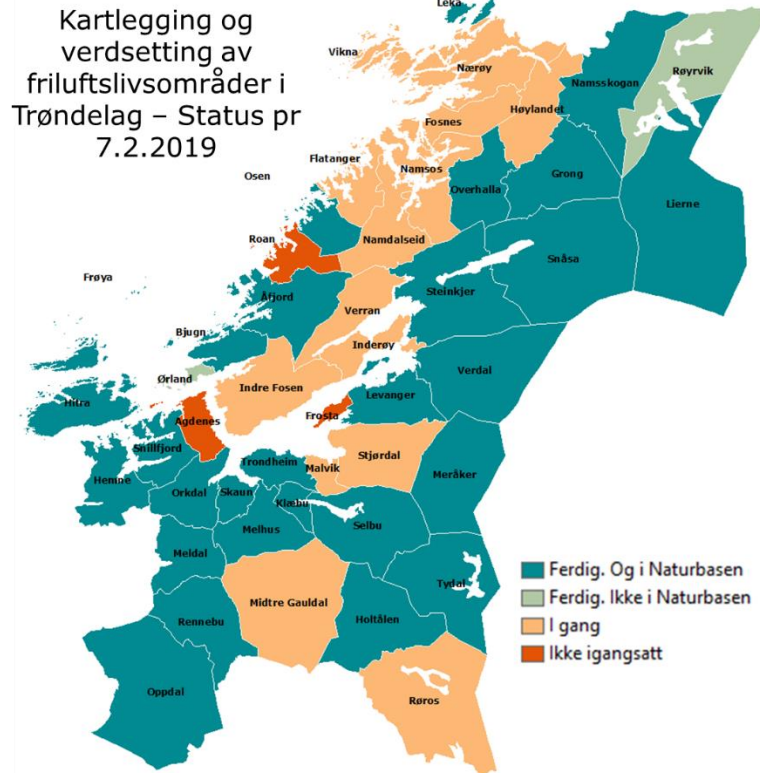 Kartlegging og
verdsetting av
friluftslivsområder i
Trøndelag – Status pr
7.2.2019
Leka
Vikna
Nærøy
Namsskogan
Røyrvik
Høylandet
Fosnes
Flatanger
Namsos
Osen
Overhalla
Grong
Lierne
Roan
Namdalseid
Snåsa
Frøya
Åfjord
Steinkjer
Verran
Bjugn
Inderøy
Verdal
Ørland
Indre Fosen
Levanger
Hitra
Agdenes
Frosta
Snillfjord
Stjørdal
Trondheim
Malvik
Meråker
Hemne
Orkdal
Skaun
Klæbu
Melhus
Selbu
Meldal
Tydal
Midtre Gauldal
Rennebu
Holtålen
Oppdal
Røros
Ferdig. Og i Naturbasen
Ferdig. Ikke i Naturbasen
I gang
Ikke igangsatt